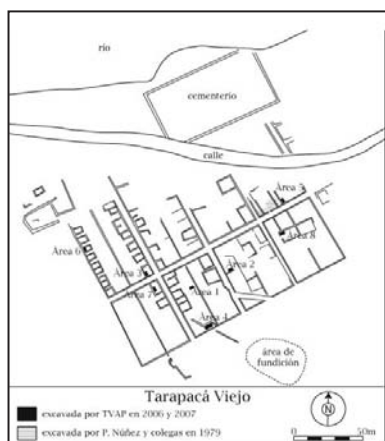 río
cementerio
calle
Área 5
Área 6
Área 8
Área 3
Área 2
Área 7
Área 1
Área 4
área de
fundición
Tarapacá Viejo
excavada por TVAP en 2006 y 2007
excavada por P. Núñez y colegas en 1979
N
0 50m